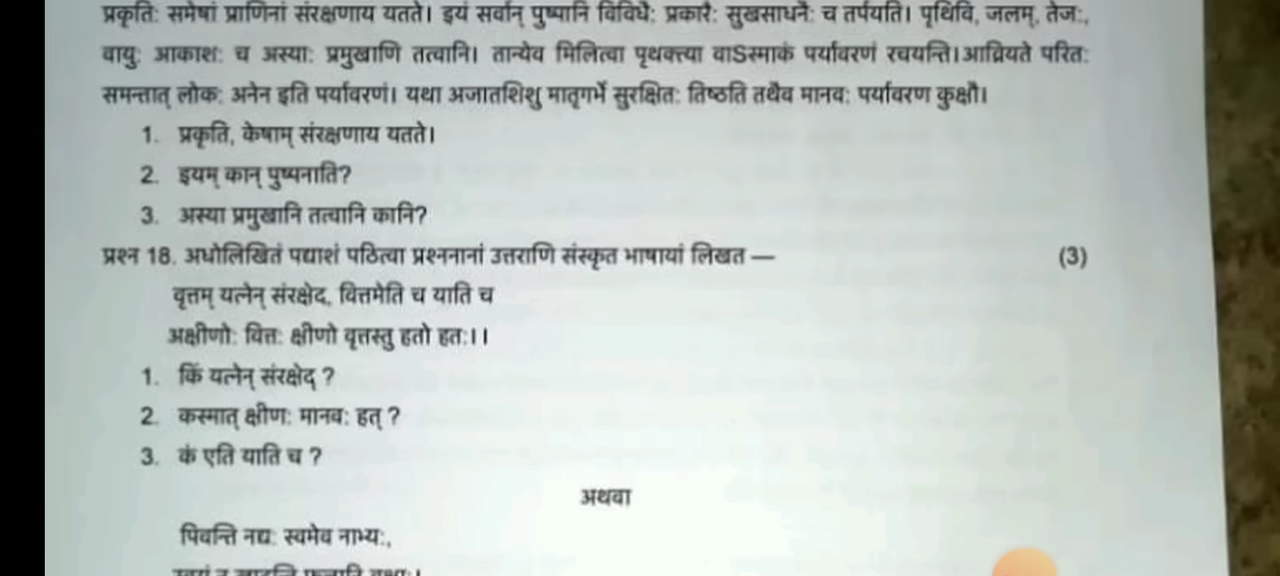 प्रकृतिः समेषां प्राणिनां संरक्षणाय यतते। इयं सर्वान् पुष्पानि विविधैः प्रकारैः सुखसाधनैः च तर्पयति। पृथिवि, जलम्, तेजः,
वायुः आकाशः च अस्याः प्रमुखाणि तत्वानि। तान्येव मिलित्वा पृथक्त्या वाSस्माकं पर्यावरणं रचयन्ति।आव्रियते परितः
समन्तात् लोकः अनेन इति पर्यावरणं। यथा अजातशिशु मातृगर्भे सुरक्षितः तिष्ठति तथैव मानवः पर्यावरण कुक्षौ।
1. प्रकृति, केषाम् संरक्षणाय यतते।
2. इयम् कान् पुष्पनाति?
3. अस्या प्रमुखानि तत्वानि कानि?
प्रश्न 18. अधोलिखितं पद्याशं पठित्वा प्रश्ननानां उत्तराणि संस्कृत भाषायां लिखत — (3)
वृत्तम् यत्नेन् संरक्षेद, वित्तमेति च याति च
अक्षीणोः वित्तः क्षीणो वृत्तस्तु हतो हतः।।
1. किं यत्नेन् संरक्षेद् ?
2. कस्मात् क्षीणः मानवः हत् ?
3. कं एति याति च ?
अथवा
पिवन्ति नद्यः स्वमेव नाभ्यः,